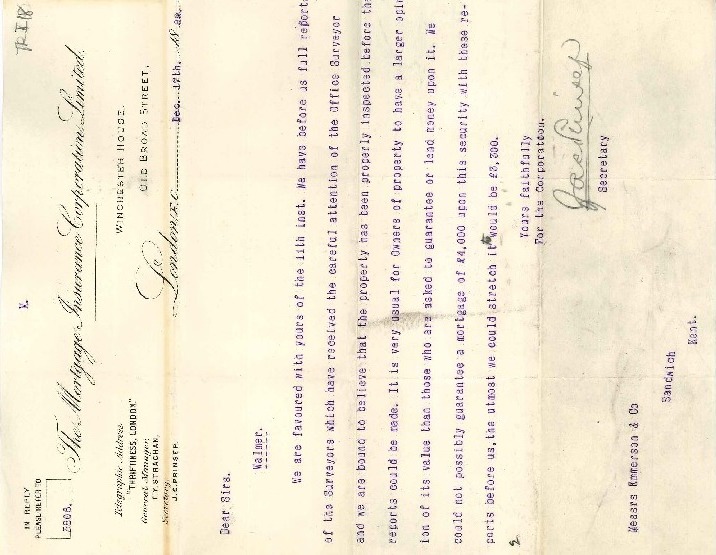 IN REPLY
PLEASE REFER TO
K.
The Mortgage Insurance Corporation Limited.
Telegraphic Address
"THRIFTINESS, LONDON."
General Manager,
T. Y. STRACHAN.
Secretary
J. C. PRINSEP.
WINCHESTER HOUSE.
OLD BROAD STREET,
London, E.C.
Dec. 17th. 18
Dear Sirs.
Walmer.
We are favoured with yours of the 11th inst. We have before us full report
of the Surveyors which have received the careful attention of the Office Surveyor
and we are bound to believe that the property has been properly inspected before the
reports could be made. It is very usual for Owners of property to have a larger opin
ion of its value than those who are asked to guarantee or lend money upon it. We
could not possibly guarantee a mortgage of £4,000 upon this security with these re-
ports before us, the utmost we could stretch it would be £3,300.
Yours faithfully
For the Corporation.
Jas Prinsep
Secretary
Messrs Emmerson & Co
Sandwich
Kent.